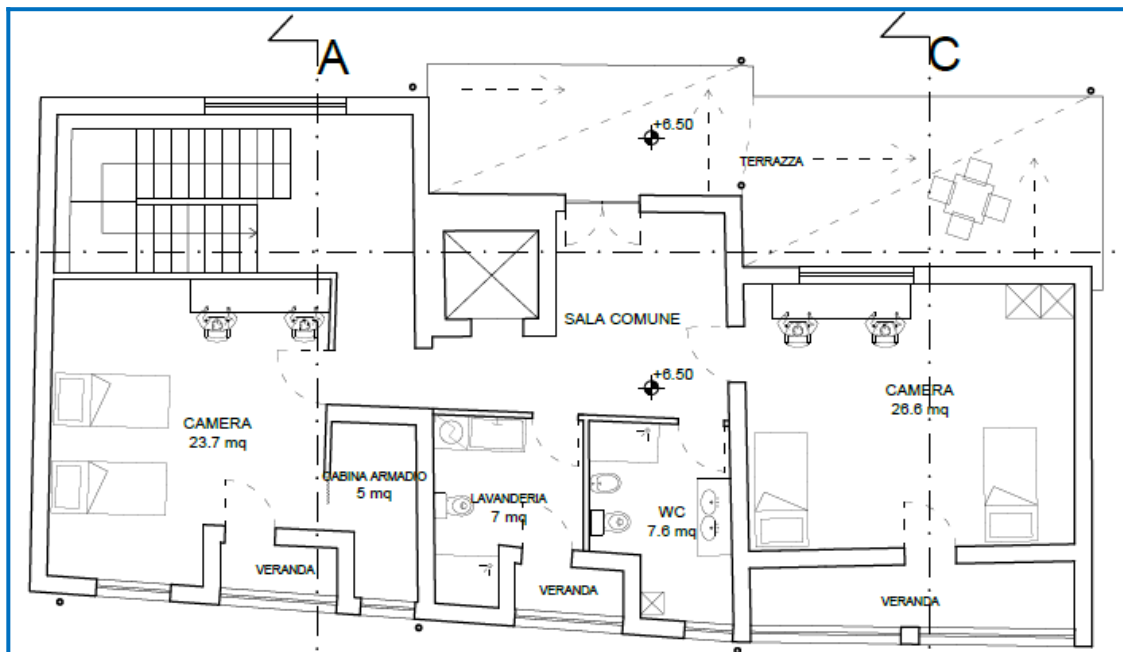 A
C
+6.50
TERRAZZA
SALA COMUNE
+6.50
CAMERA
26.6 mq
CAMERA
23.7 mq
CABINA ARMADIO
5 mq
LAVANDERIA
7 mq
WC
7.6 mq
VERANDA
VERANDA
VERANDA